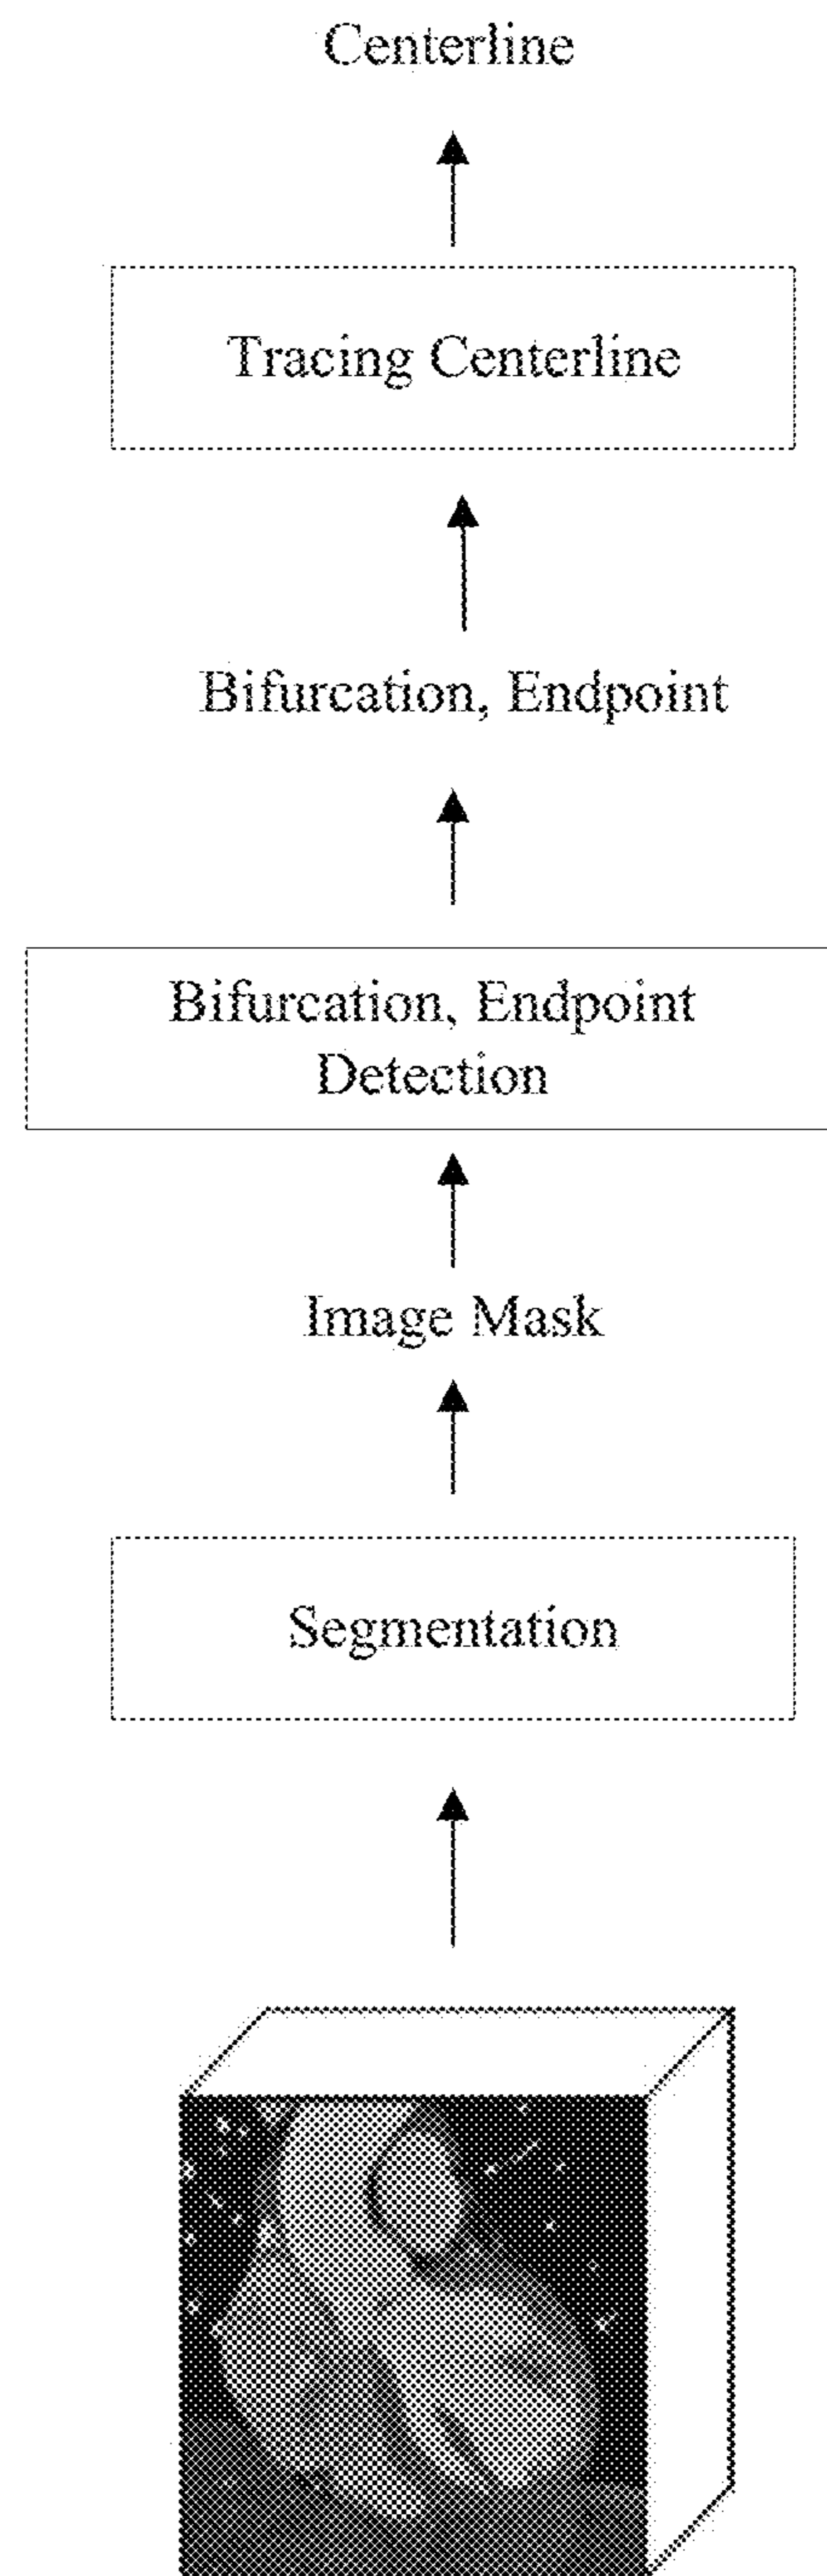 Centerline
Tracing Centerline
Bifurcation, Endpoint
Bifurcation, Endpoint
Detection
Image Mask
Segmentation